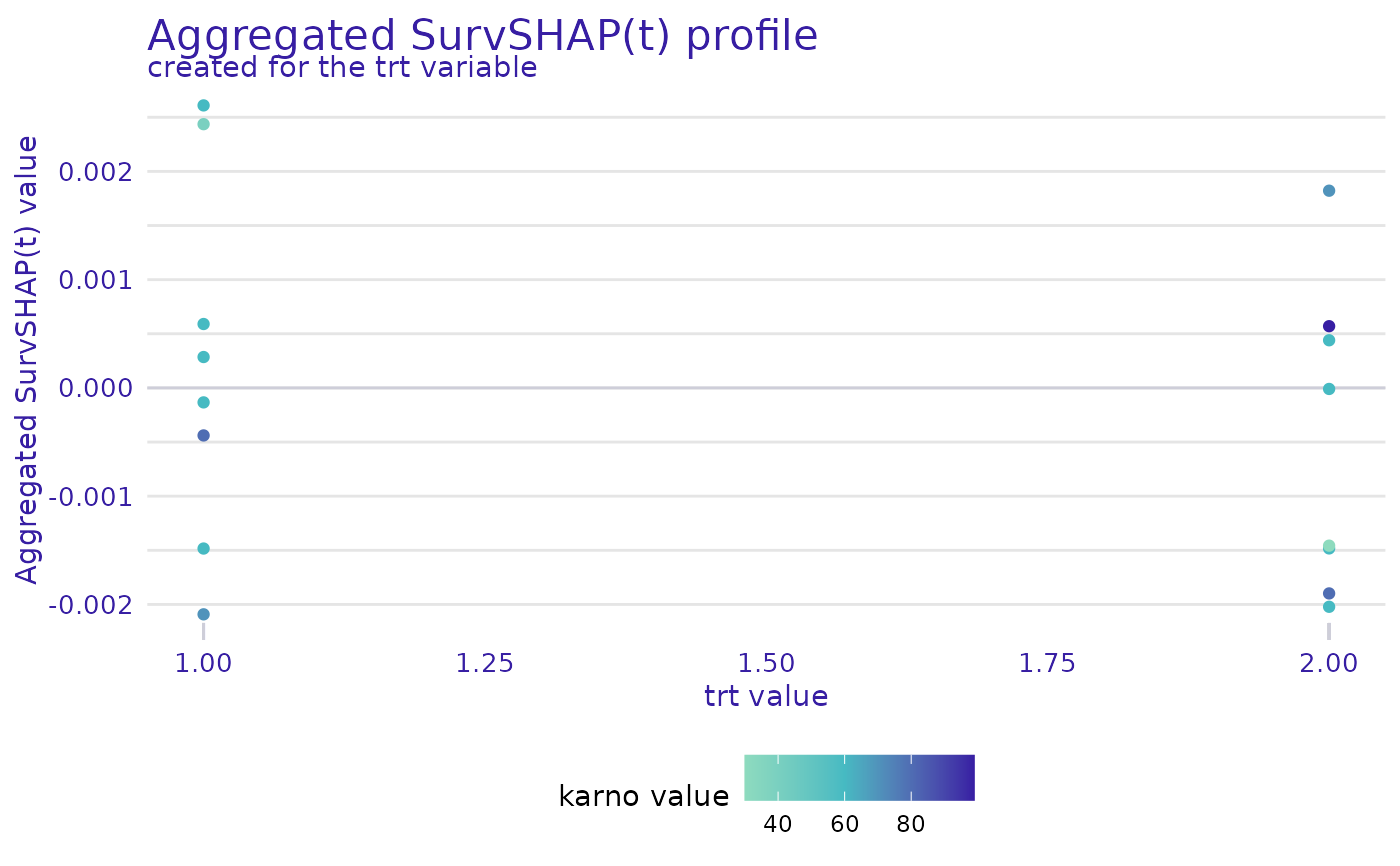 Aggregated SurvSHAP(t) profile
created for the trt variable
Aggregated SurvSHAP(t) value
0.002
0.001
0.000
-0.001
-0.002
1.00 1.25 1.50 1.75 2.00
trt value
karno value
40 60 80